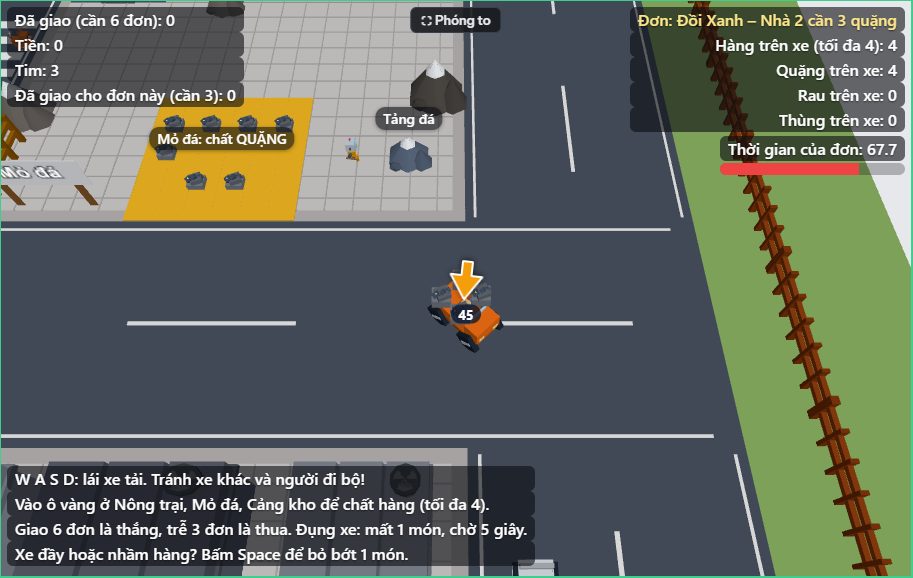 Đã giao (cần 6 đơn): 0
Tiền: 0
Tim: 3
Đã giao cho đơn này (cần 3): 0
Phóng to
Đơn: Đồi Xanh – Nhà 2 cần 3 quặng
Hàng trên xe (tối đa 4): 4
Quặng trên xe: 4
Rau trên xe: 0
Thùng trên xe: 0
Thời gian của đơn: 67.7
Tảng đá
Mỏ đá: chất QUẶNG
Mỏ đá
45
W A S D: lái xe tải. Tránh xe khác và người đi bộ!
Vào ô vàng ở Nông trại, Mỏ đá, Cảng kho để chất hàng (tối đa 4).
Giao 6 đơn là thắng, trễ 3 đơn là thua. Đụng xe: mất 1 món, chờ 5 giây.
Xe đầy hoặc nhầm hàng? Bấm Space để bỏ bớt 1 món.